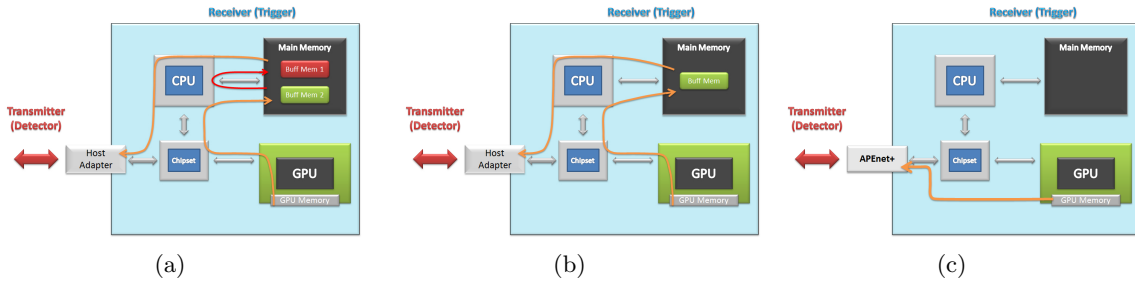 Receiver (Trigger)
Main Memory
Buff Mem 1
CPU
Buff Mem 2
Transmitter
(Detector)
Host
Adapter
Chipset
GPU
GPU Memory
(a)
Receiver (Trigger)
Main Memory
CPU
Buff Mem
Transmitter
(Detector)
Host
Adapter
Chipset
GPU
GPU Memory
(b)
Receiver (Trigger)
Main Memory
CPU
Transmitter
(Detector)
APEnet+
Chipset
GPU
GPU Memory
(c)